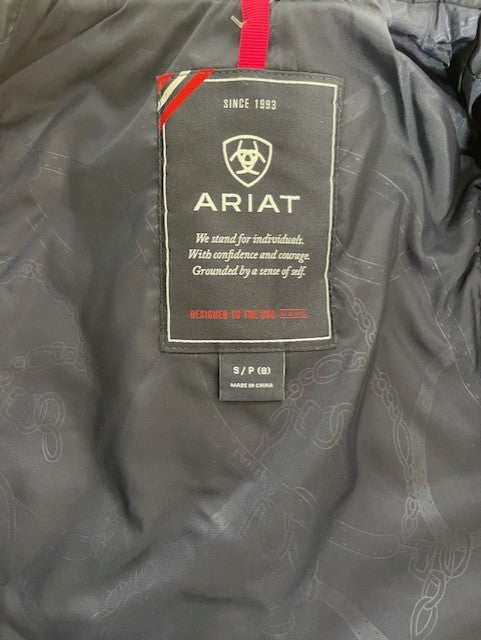 SINCE 1993
ARIAT
We stand for individuals.
With confidence and courage.
Grounded by a sense of self.
DESIGNED IN THE USA
S / P (8)
MADE IN CHINA